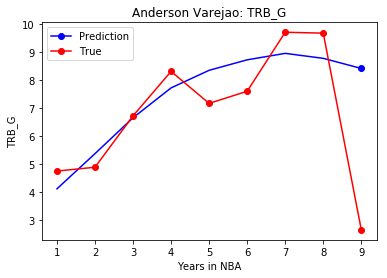 Anderson Varejao: TRB_G
Prediction
True
TRB_G
10
9
8
7
6
5
4
3
1 2 3 4 5 6 7 8 9
Years in NBA